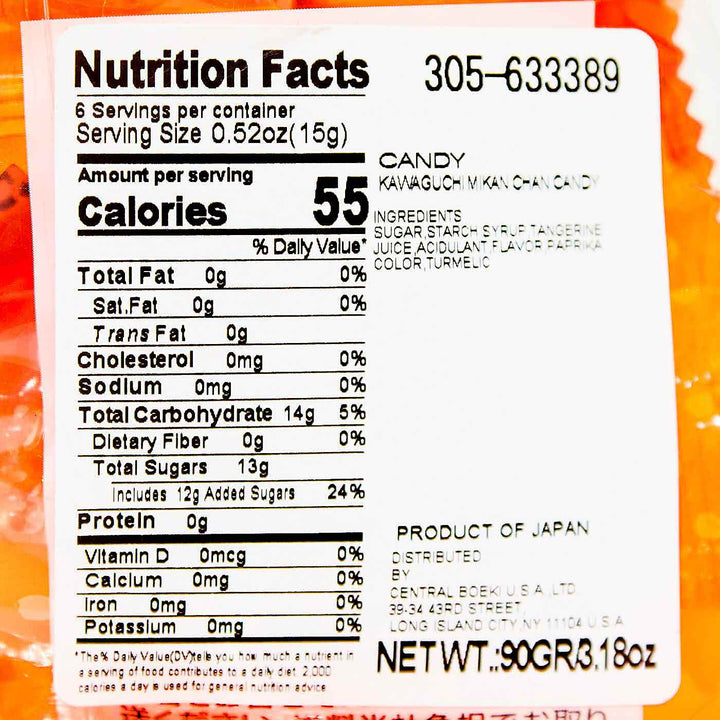 Nutrition Facts
6 Servings per container
Serving Size 0.52oz(15g)
Amount per serving
Calories 55
% Daily Value*
Total Fat 0g 0%
Sat.Fat 0g 0%
Trans Fat 0g
Cholesterol 0mg 0%
Sodium 0mg 0%
Total Carbohydrate 14g 5%
Dietary Fiber 0g 0%
Total Sugars 13g
includes 12g Added Sugars 24%
Protein 0g
Vitamin D 0mcg 0%
Calcium 0mg 0%
iron 0mg 0%
Potassium 0mg 0%
*The% Daily Value(DV)tells you how much a nutrient in
a serving of food contributes to a daily diet. 2,000
calories a day is used for general nutrition advice
305-633389
CANDY
KAWAGUCHI MIKAN CHAN CANDY
INGREDIENTS
SUGAR,STARCH SYRUP,TANGERINE
JUICE,ACIDULANT,FLAVOR,PAPRIKA
COLOR,TURMELIC
PRODUCT OF JAPAN
DISTRIBUTED
BY
CENTRAL BOEKI U.S.A.,LTD.
39-34 43RD STREET,
LONG ISLAND CITY, NY 11104 U.S.A
NET WT.:90GR/3.18oz